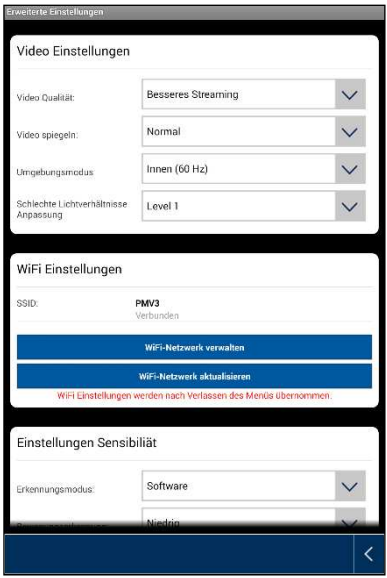 Erweiterte Einstellungen
Video Einstellungen
Video Qualität:
Besseres Streaming
Video spiegeln:
Normal
Umgebungsmodus
Innen (60 Hz)
Schlechte Lichtverhältnisse
Anpassung
Level 1
WiFi Einstellungen
SSID:
PMV3
Verbunden
WiFi-Netzwerk verwalten
WiFi-Netzwerk aktualisieren
WiFi Einstellungen werden nach Verlassen des Menüs übernommen.
Einstellungen Sensibiliät
Erkennungsmodus:
Software
Niedrig